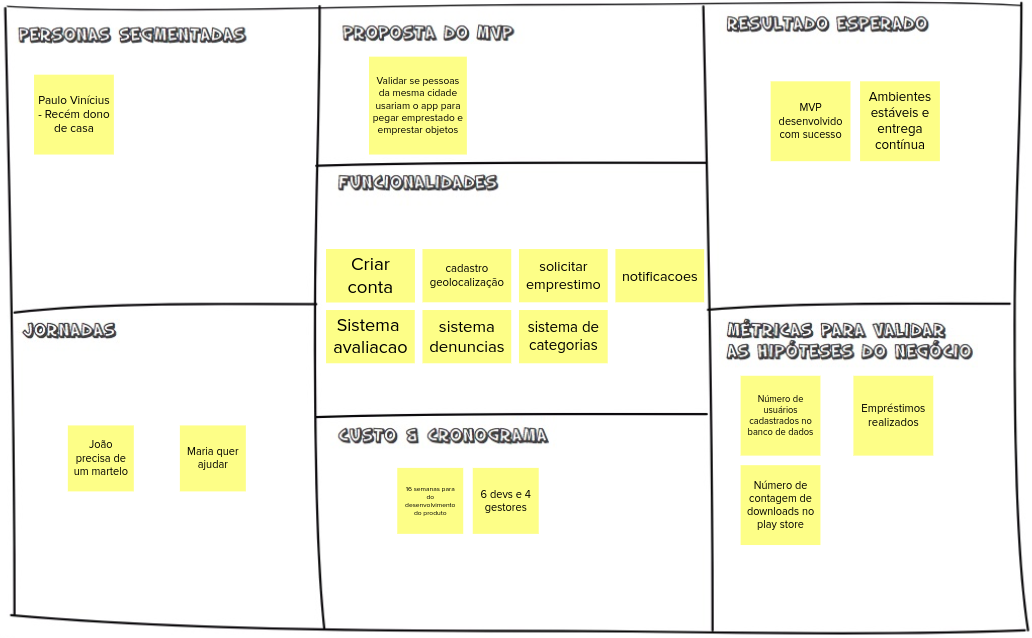 PERSONAS SEGMENTADAS
Paulo Vinícius
- Recém dono
de casa
JORNADAS
João
precisa de
um martelo
Maria quer
ajudar
PROPOSTA DO MVP
Validar se pessoas
da mesma cidade
usariam o app para
pegar emprestado e
emprestar objetos
FUNCIONALIDADES
Criar
conta
cadastro
geolocalização
solicitar
emprestimo
notificacoes
Sistema
avaliacao
sistema
denuncias
sistema de
categorias
CUSTO & CRONOGRAMA
16 semanas para
do
desenvolvimento
do produto
6 devs e 4
gestores
RESULTADO ESPERADO
MVP
desenvolvido
com sucesso
Ambientes
estáveis e
entrega
contínua
MÉTRICAS PARA VALIDAR
AS HIPÓTESES DO NEGÓCIO
Número de
usuários
cadastrados no
banco de dados
Empréstimos
realizados
Número de
contagem de
downloads no
play store